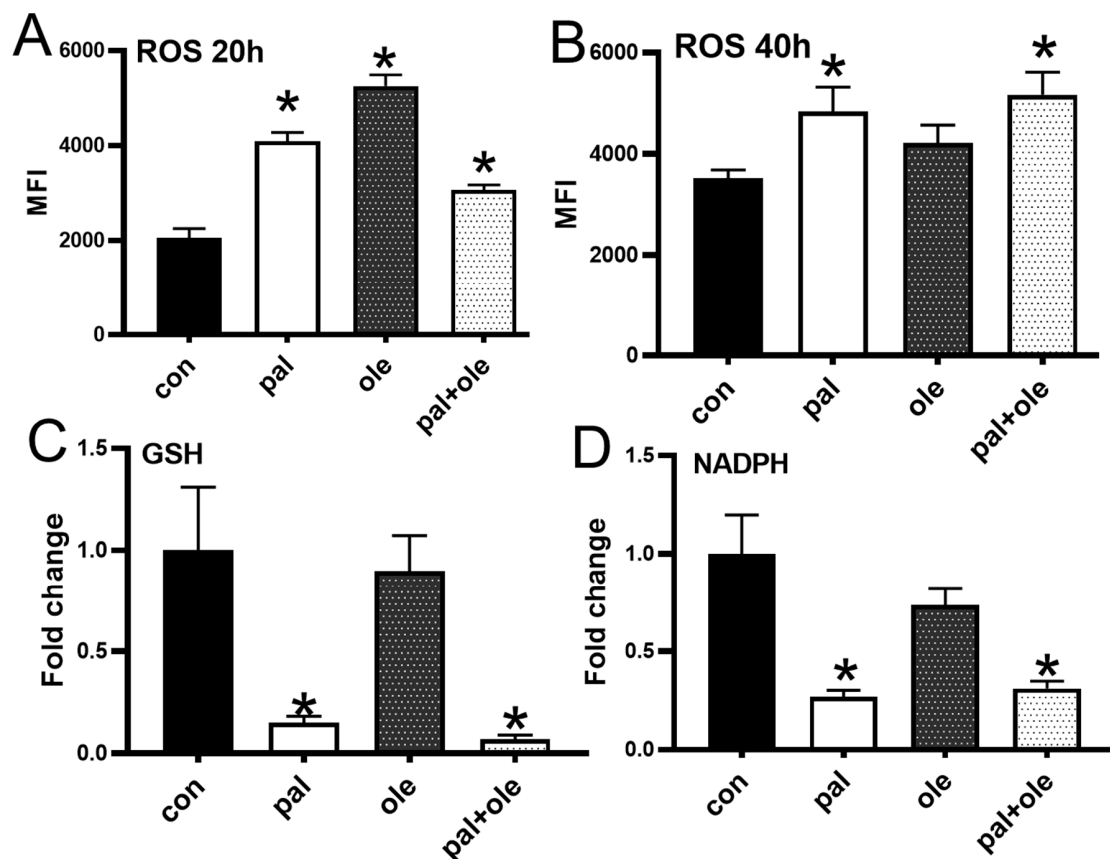 A
ROS 20h
MFI
6000
4000
2000
0
*
*
*
con
pal
ole
pal+ole
B
ROS 40h
MFI
6000
4000
2000
0
*
*
con
pal
ole
pal+ole
C
GSH
Fold change
1.5
1.0
0.5
0.0
*
*
con
pal
ole
pal+ole
D
NADPH
Fold change
1.5
1.0
0.5
0.0
*
*
con
pal
ole
pal+ole